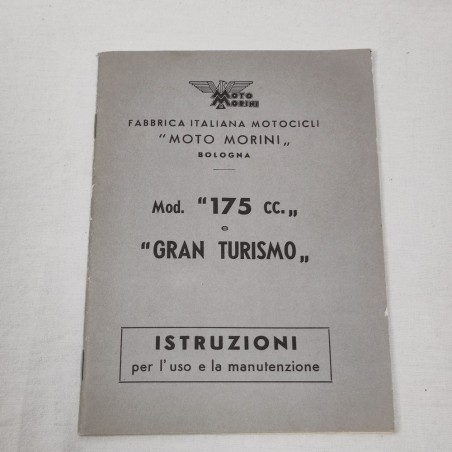 MOTO
MORINI
FABBRICA ITALIANA MOTOCICLI
"MOTO MORINI„
BOLOGNA
Mod. "175 cc.„
e
"GRAN TURISMO„
ISTRUZIONI
per l'uso e la manutenzione